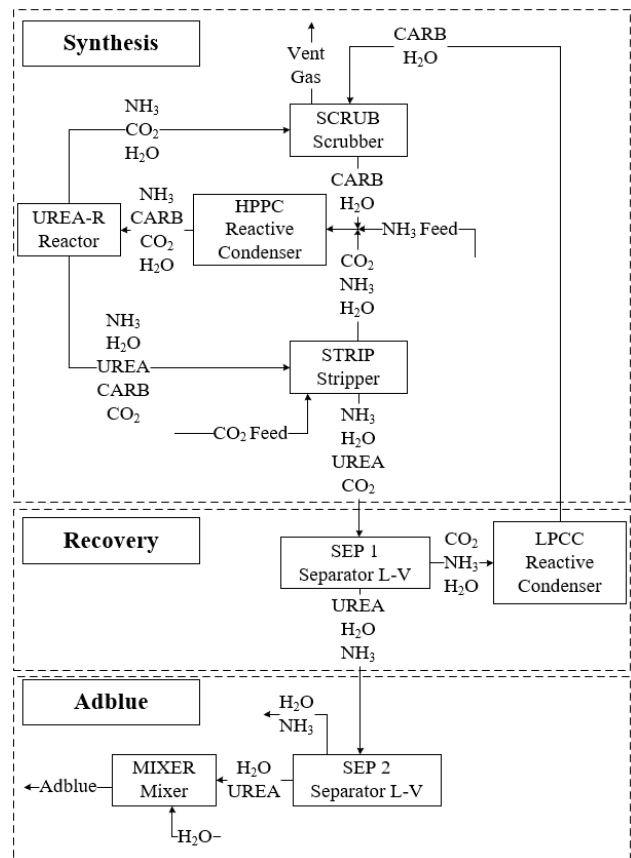 Synthesis
Vent
Gas
CARB
H₂O
NH₃
CO₂
H₂O
SCRUB
Scrubber
CARB
H₂O
UREA-R
Reactor
NH₃
CARB
CO₂
H₂O
HPPC
Reactive
Condenser
NH₃ Feed
CO₂
NH₃
H₂O
NH₃
H₂O
UREA
CARB
CO₂
STRIP
Stripper
CO₂ Feed
NH₃
H₂O
UREA
CO₂
Recovery
SEP 1
Separator L-V
CO₂
NH₃
H₂O
LPCC
Reactive
Condenser
UREA
H₂O
NH₃
Adblue
H₂O
NH₃
Adblue
MIXER
Mixer
H₂O
UREA
SEP 2
Separator L-V
H₂O